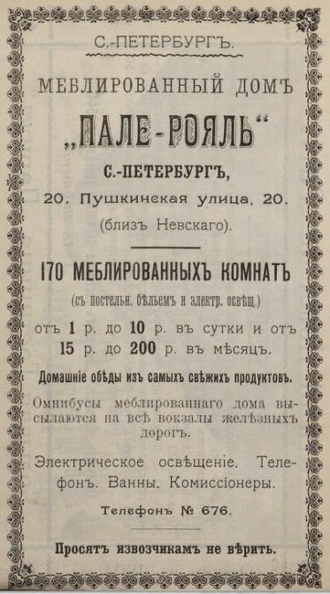 С.-ПЕТЕРБУРГЪ.
МЕБЛИРОВАННЫЙ ДОМЪ
„ПАЛЕ-РОЯЛЬ“
С.-ПЕТЕРБУРГЪ,
20. Пушкинская улица, 20.
(близъ Невскаго).
170 МЕБЛИРОВАННЫХЪ КОМНАТЪ
(съ постельн. бѣльемъ и электр. освѣщ.)
отъ 1 р. до 10 р. въ сутки и отъ
15 р. до 200 р. въ мѣсяцъ.
Домашніе обѣды изъ самыхъ свѣжихъ продуктовъ.
Омнибусы меблированнаго дома вы-
сылаются на всѣ вокзалы желѣзныхъ
дорогъ.
Электрическое освѣщеніе. Теле-
фонъ. Ванны. Комиссіонеры.
Телефонъ № 676.
Просятъ извозчикамъ не вѣрить.